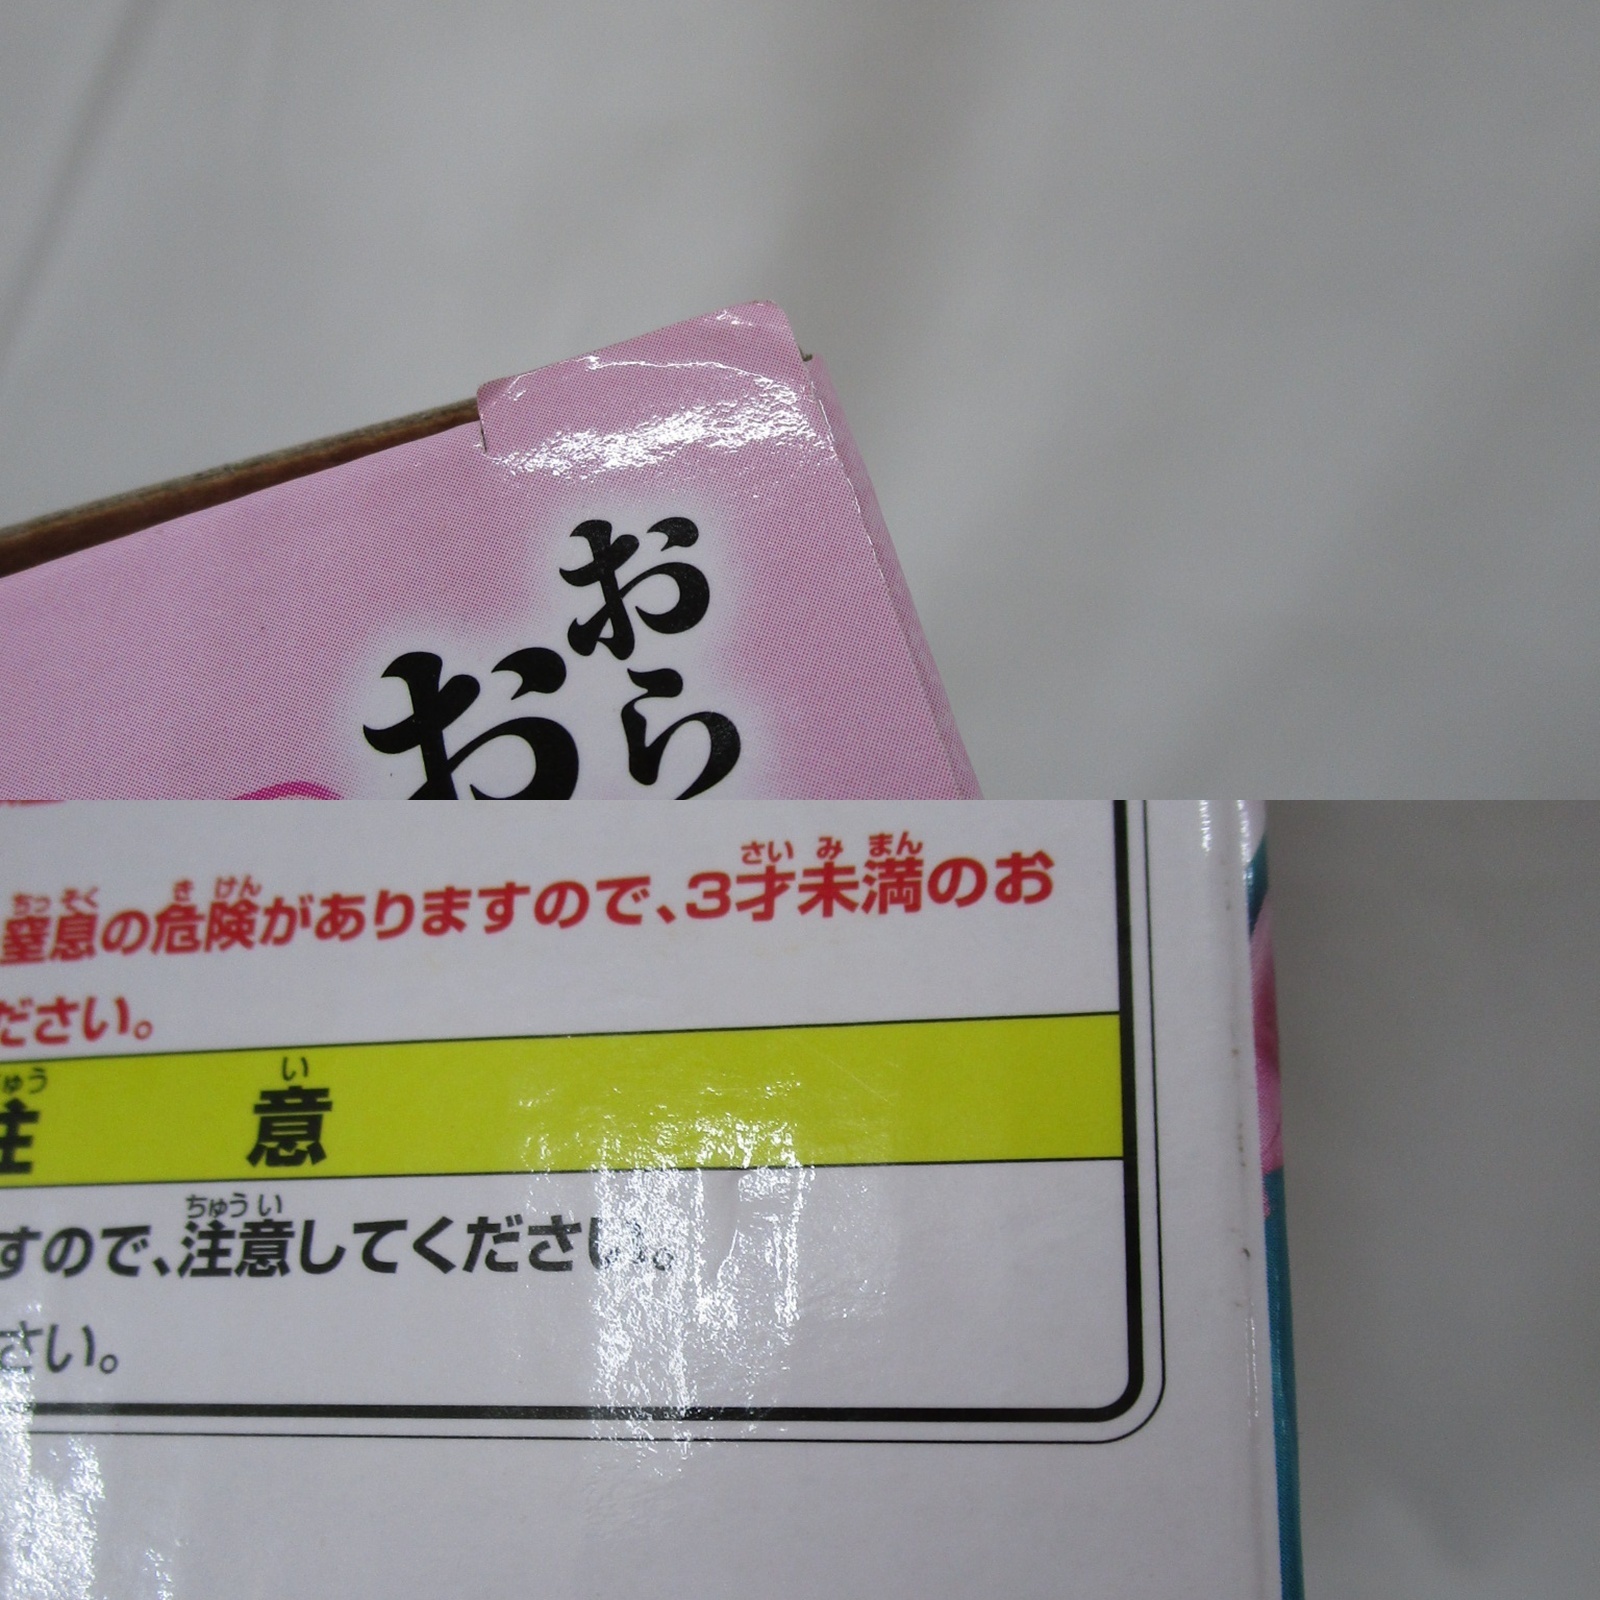 おら
お
窒息の危険がありますので、3才未満のお
ちっそく きけん さいみまん
ださい。
注意
ちゅうい
すので、注意してください。
ちゅうい
さい。